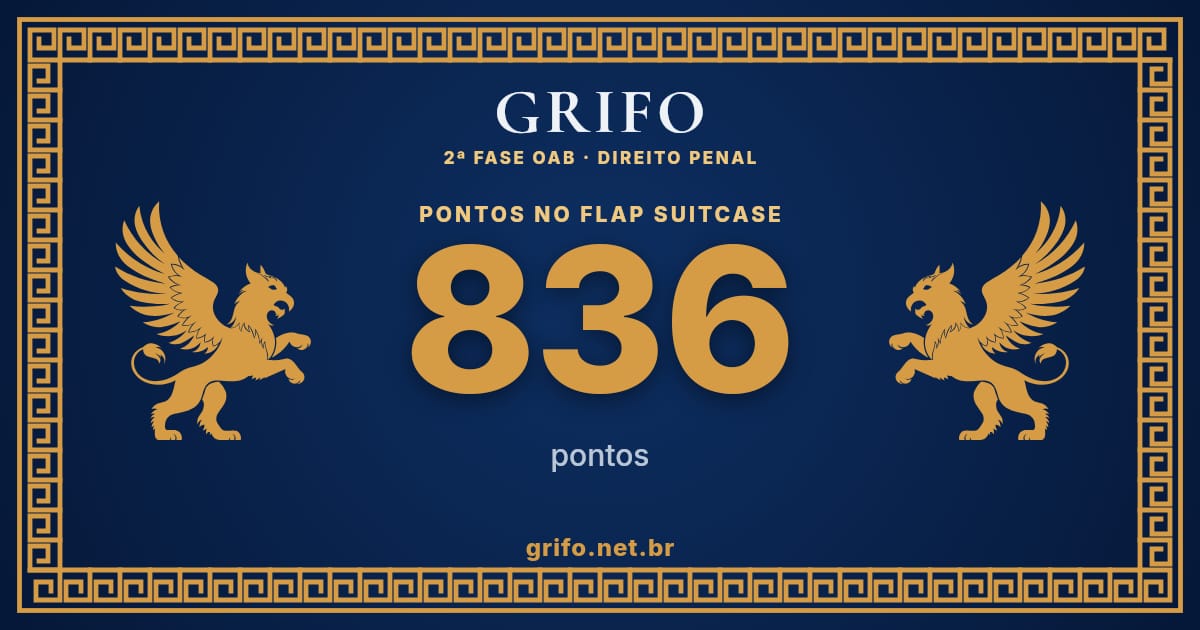 GRIFO
2ª FASE OAB · DIREITO PENAL
PONTOS NO FLAP SUITCASE
836
pontos
grifo.net.br